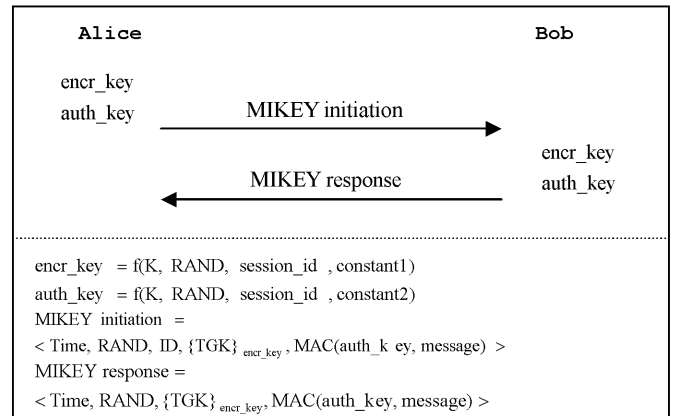 Alice Bob
encr_key
auth_key
MIKEY initiation
encr_key
MIKEY response
auth_key
encr_key = f(K, RAND, session_id , constant1)
auth_key = f(K, RAND, session_id , constant2)
MIKEY initiation =
< Time, RAND, ID, {TGK} encr_key , MAC(auth_k ey, message) >
MIKEY response =
< Time, RAND, {TGK} encr_key, MAC(auth_key, message) >